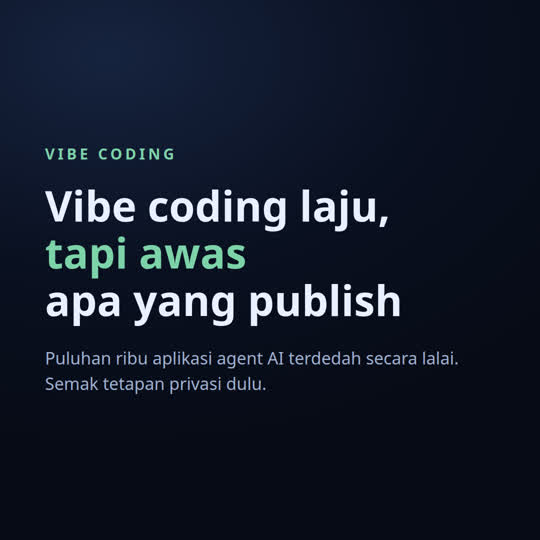 VIBE CODING
Vibe coding laju,
tapi awas
apa yang publish
Puluhan ribu aplikasi agent AI terdedah secara lalai.
Semak tetapan privasi dulu.